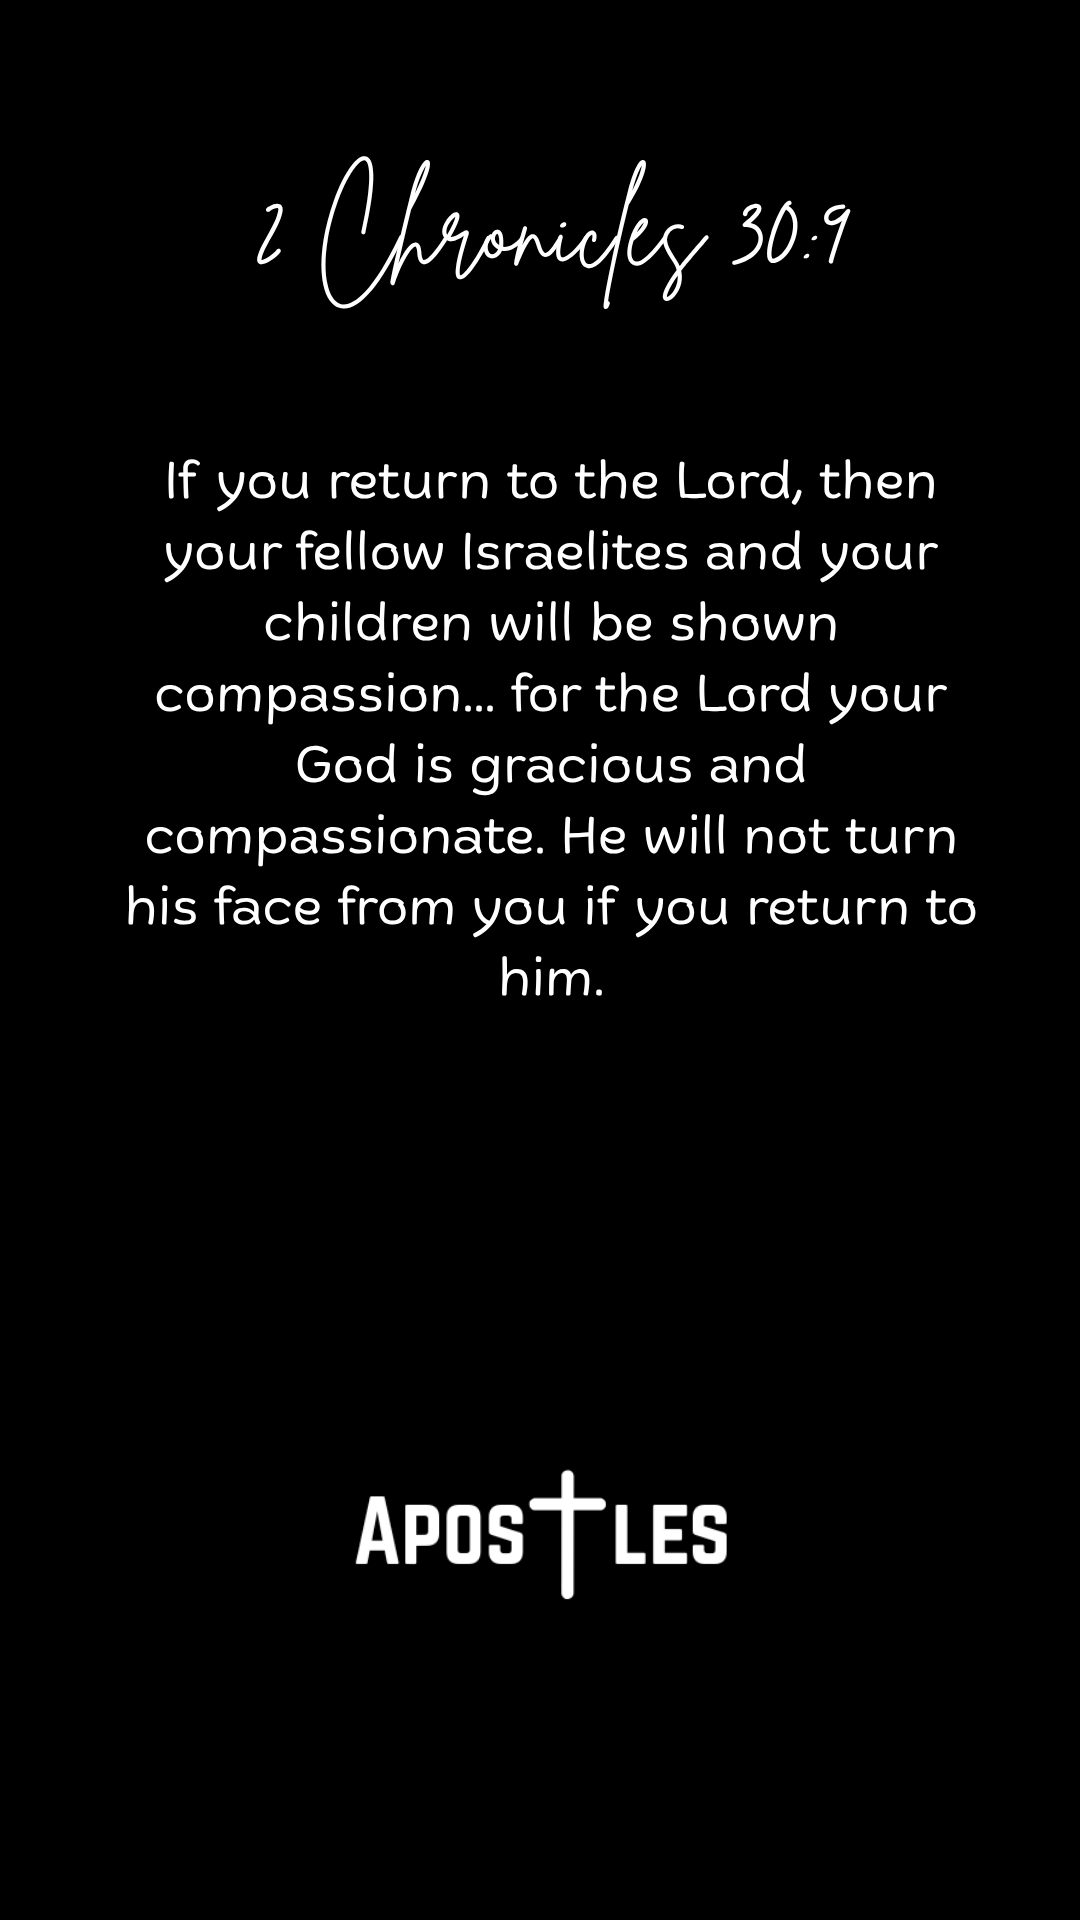 2 Chronicles 30:9
If you return to the Lord, then
your fellow Israelites and your
children will be shown
compassion... for the Lord your
God is gracious and
compassionate. He will not turn
his face from you if you return to
him.
APOSTLES